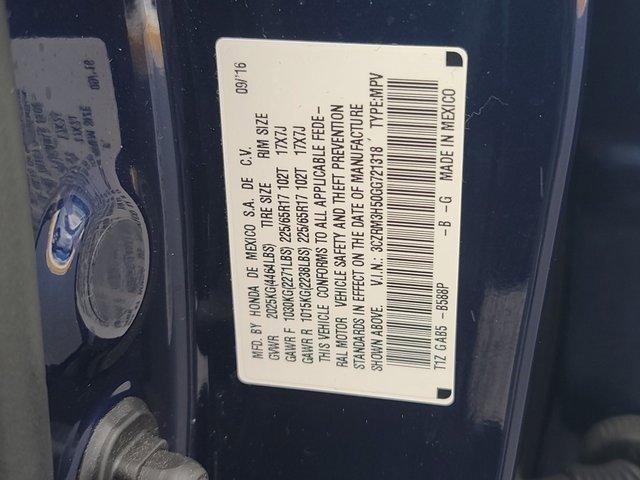 09/16
MFD. BY HONDA DE MEXICO S.A. DE C.V.
GVWR 2025KG(4464LBS) TIRE SIZE RIM SIZE
GAWR F 1030KG(2271LBS) 225/65R17 102T 17X7J
GAWR R 1015KG(2238LBS) 225/65R17 102T 17X7J
THIS VEHICLE CONFORMS TO ALL APPLICABLE FEDE-
RAL MOTOR VEHICLE SAFETY AND THEFT PREVENTION
STANDARDS IN EFFECT ON THE DATE OF MANUFACTURE
SHOWN ABOVE. V.I.N.: 3CZRM3H50GG721318 TYPE:MPV
T1Z GAB5 -B588P -B -G MADE IN MEXICO